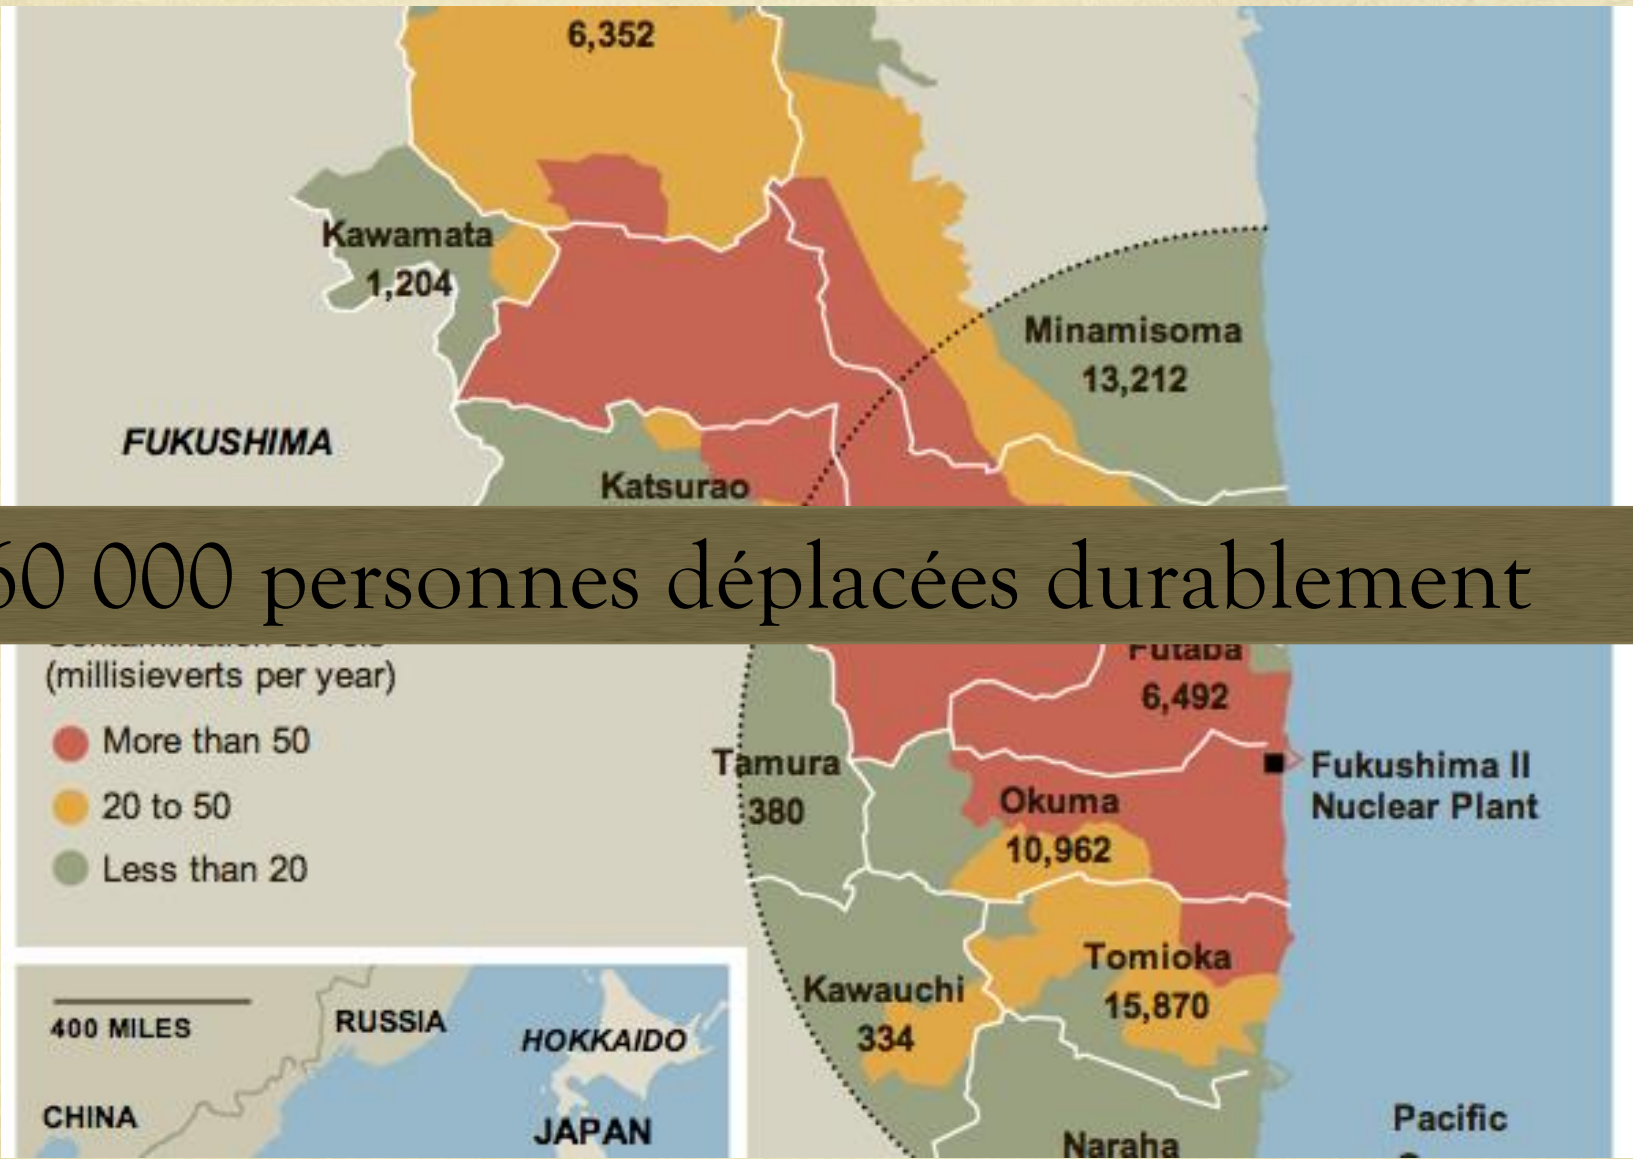 6,352
Kawamata
1,204
Minamisoma
13,212
FUKUSHIMA
Katsurao
60 000 personnes déplacées durablement
(millisieverts per year)
More than 50
20 to 50
Less than 20
Futaba
6,492
Tamura
380
Okuma
10,962
Fukushima II
Nuclear Plant
Tomioka
15,870
Kawauchi
334
Naraha
Pacific
400 MILES
RUSSIA
HOKKAIDO
CHINA
JAPAN